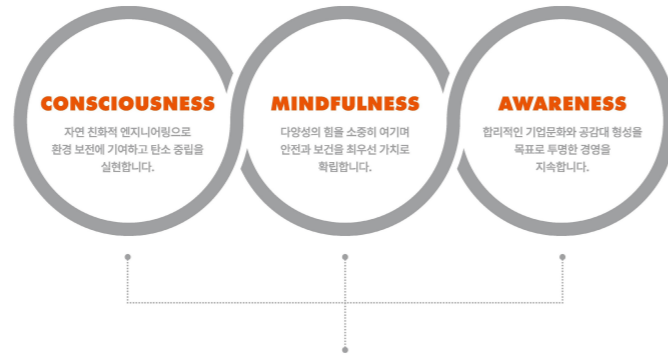 CONSCIOUSNESS
자연 친화적 엔지니어링으로
환경 보전에 기여하고 탄소 중립을
실현합니다.
MINDFULNESS
다양성의 힘을 소중히 여기며
안전과 보건을 최우선 가치로
확립합니다.
AWARENESS
합리적인 기업문화와 공감대 형성을
목표로 투명한 경영을
지속합니다.